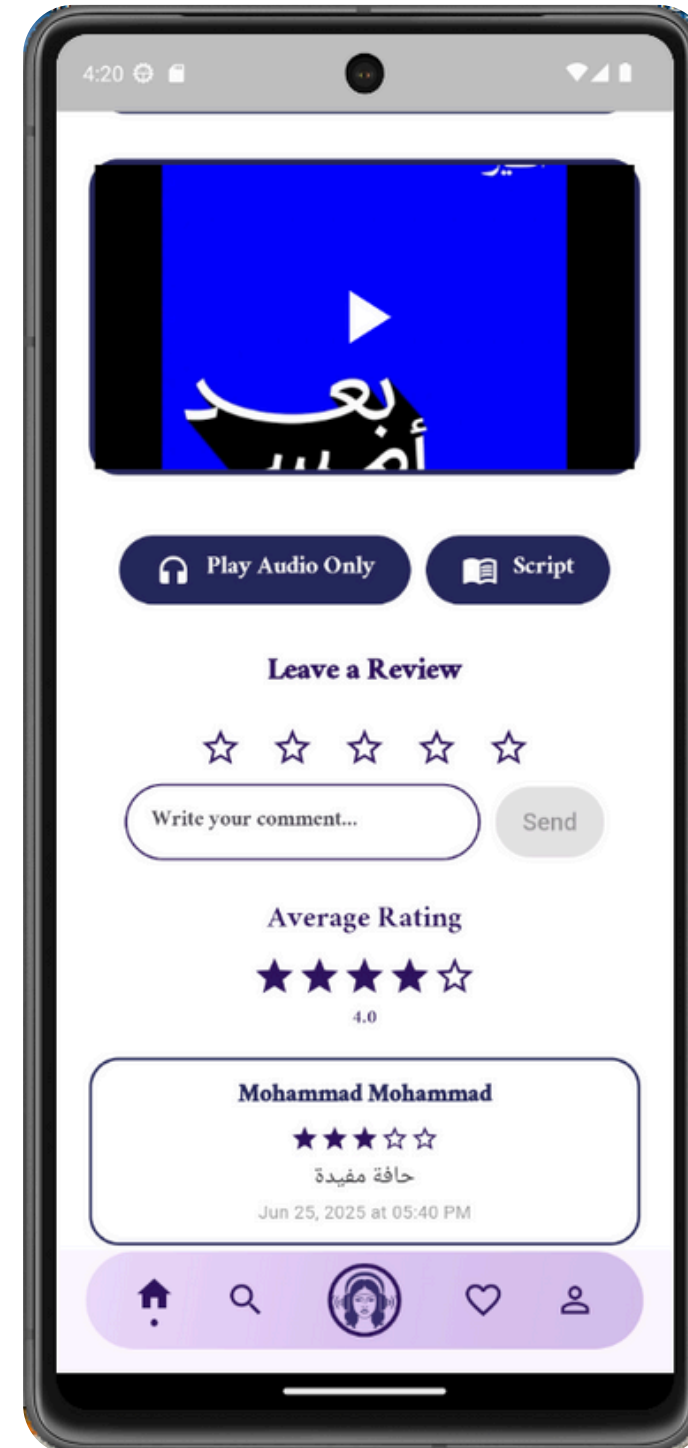 4:20
بعد
Play Audio Only
Script
Leave a Review
Write your comment...
Send
Average Rating
4.0
Mohammad Mohammad
حافة مفيدة
Jun 25, 2025 at 05:40 PM